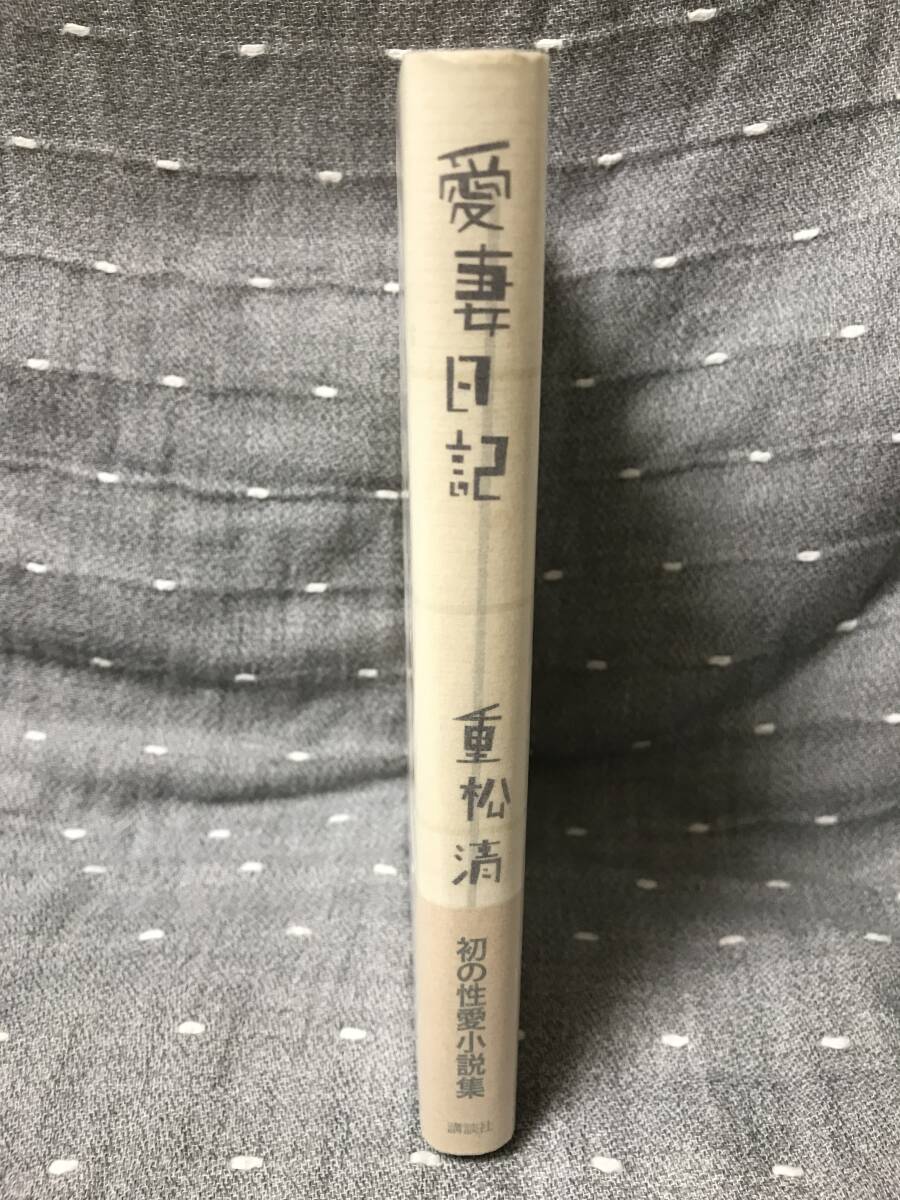 愛妻日記
重松清
初の性愛小説集
講談社